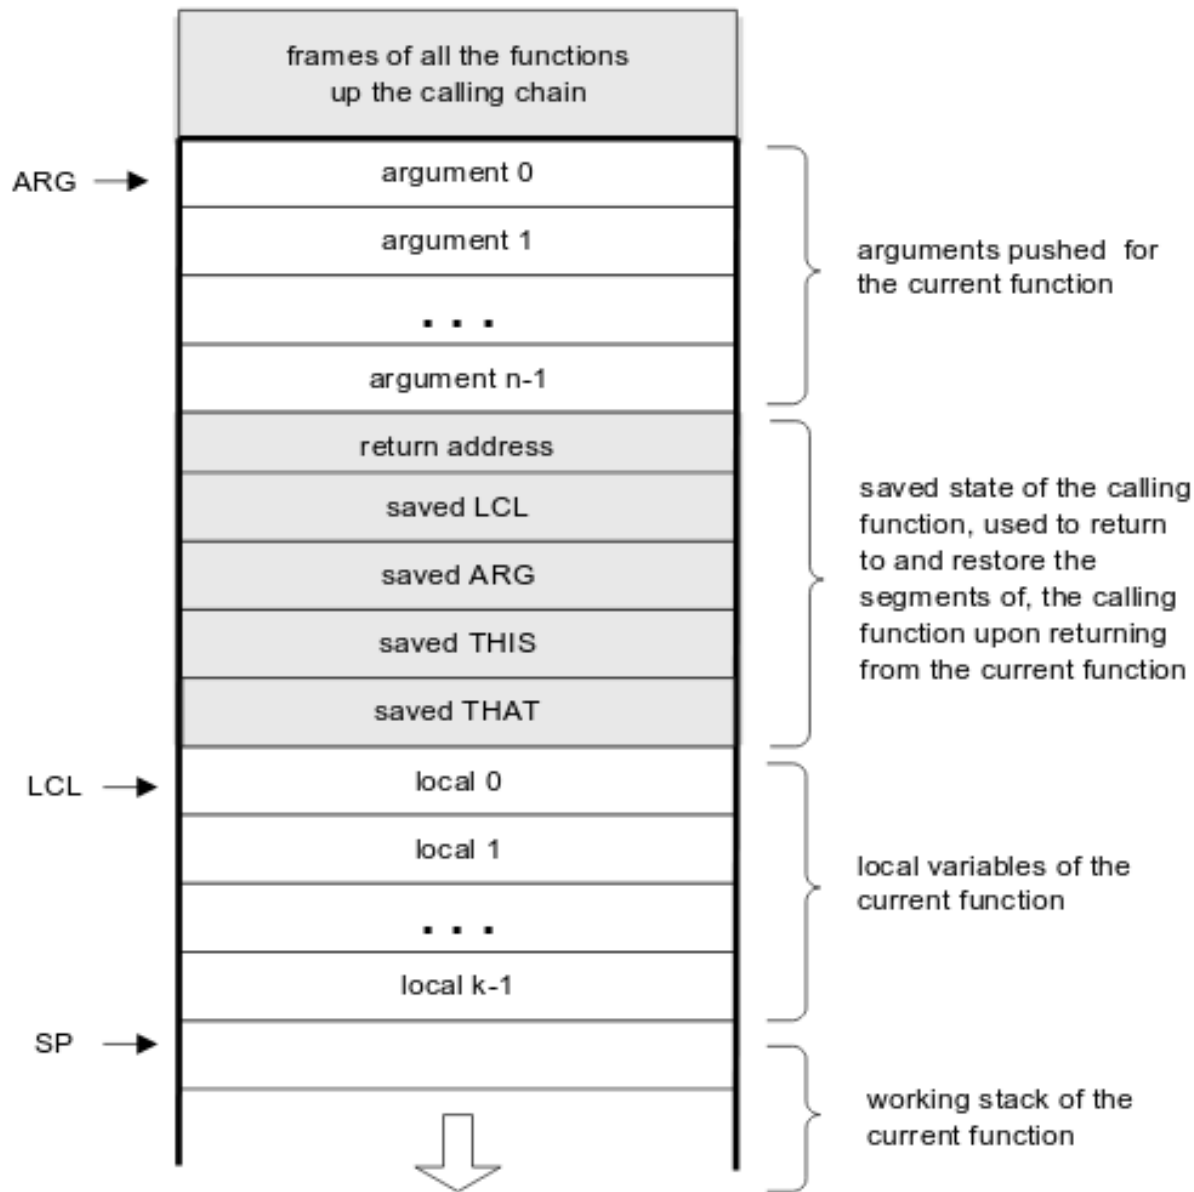 frames of all the functions
up the calling chain
ARG
argument 0
argument 1
. . .
argument n-1
arguments pushed for
the current function
return address
saved LCL
saved ARG
saved THIS
saved THAT
saved state of the calling
function, used to return
to and restore the
segments of, the calling
function upon returning
from the current function
LCL
local 0
local 1
. . .
local k-1
local variables of the
current function
SP
working stack of the
current function